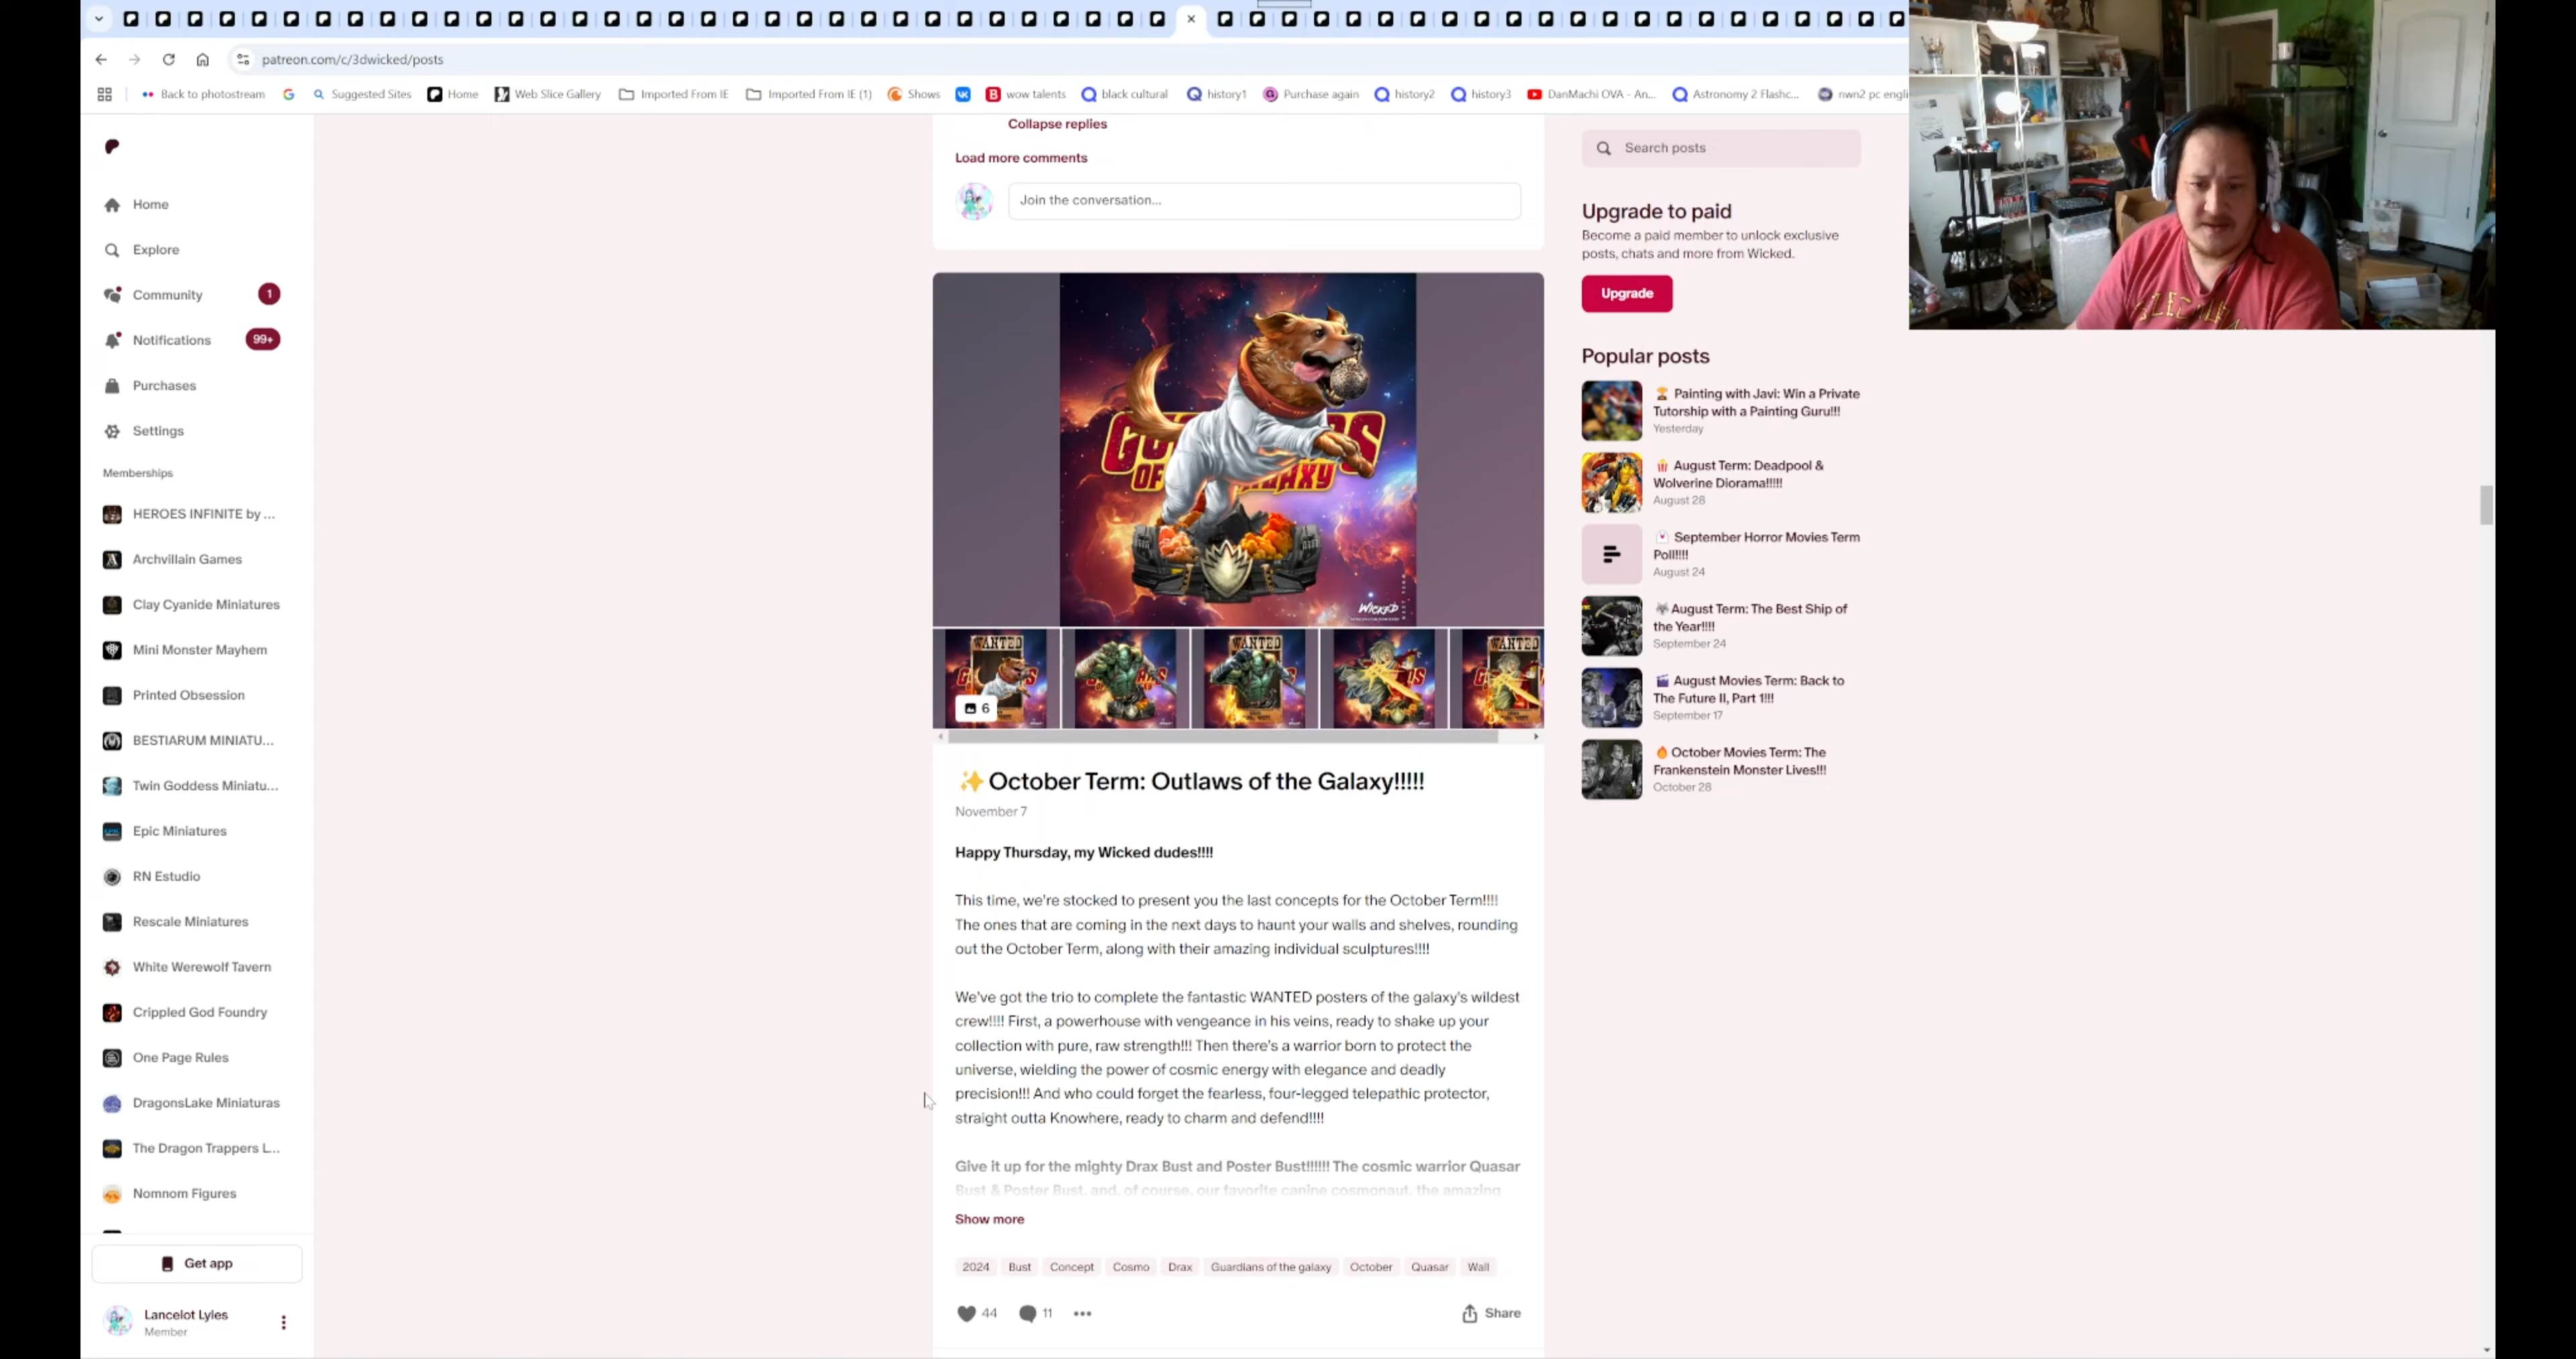 patreon.com/c/3dwicked/posts
Back to photostream
Suggested Sites
Home
Web Slice Gallery
Imported From IE
Imported From IE (1)
Shows
wow talents
black cultural
history1
Purchase again
history2
history3
DanMachi OVA - An...
Astronomy 2 Flashc...
nwn2 pc engli
Home
Explore
Community
1
Notifications
99+
Purchases
Settings
Memberships
HEROES INFINITE by ...
Archvillain Games
Clay Cyanide Miniatures
Mini Monster Mayhem
Printed Obsession
BESTIARUM MINIATU...
Twin Goddess Miniatu...
Epic Miniatures
RN Estudio
Rescale Miniatures
White Werewolf Tavern
Crippled God Foundry
One Page Rules
DragonsLake Miniaturas
The Dragon Trappers L...
Nomnom Figures
Get app
Lancelot Lyles
Member
Collapse replies
Load more comments
Join the conversation...
WICKED
WANTED
WANTED
WANTED
6
✨October Term: Outlaws of the Galaxy!!!!!
November 7
Happy Thursday, my Wicked dudes!!!!
This time, we're stocked to present you the last concepts for the October Term!!!!
The ones that are coming in the next days to haunt your walls and shelves, rounding
out the October Term, along with their amazing individual sculptures!!!!
We've got the trio to complete the fantastic WANTED posters of the galaxy's wildest
crew!!!! First, a powerhouse with vengeance in his veins, ready to shake up your
collection with pure, raw strength!!! Then there's a warrior born to protect the
universe, wielding the power of cosmic energy with elegance and deadly
precision!!! And who could forget the fearless, four-legged telepathic protector,
straight outta Knowhere, ready to charm and defend!!!!
Give it up for the mighty Drax Bust and Poster Bust!!!!!! The cosmic warrior Quasar
Bust & Poster Bust, and, of course, our favorite canine cosmonaut, the amazing
Show more
2024
Bust
Concept
Cosmo
Drax
Guardians of the galaxy
October
Quasar
Wall
44
11
Share
Search posts
Upgrade to paid
Become a paid member to unlock exclusive
posts, chats and more from Wicked.
Upgrade
Popular posts
🏆 Painting with Javi: Win a Private
Tutorship with a Painting Guru!!!
Yesterday
🍿 August Term: Deadpool &
Wolverine Diorama!!!!!
August 28
September Horror Movies Term
Poll!!!!
August 24
🐺August Term: The Best Ship of
the Year!!!!
September 24
🎬 August Movies Term: Back to
The Future II, Part 1!!!
September 17
🔥 October Movies Term: The
Frankenstein Monster Lives!!!
October 28